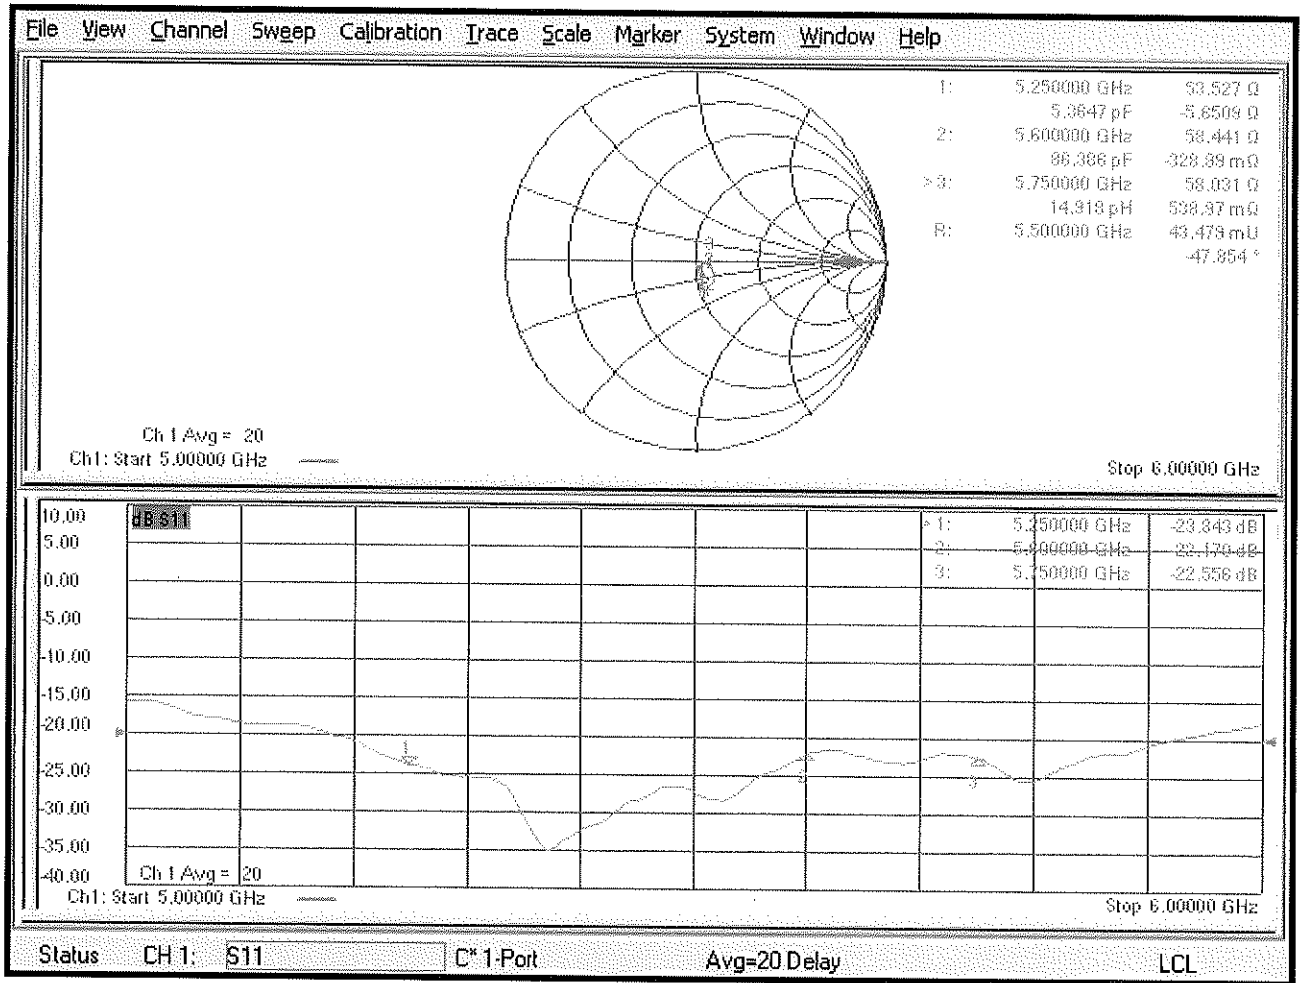 File View Channel Sweep Calibration Trace Scale Marker System Window Help
1: 5.250000 GHz 53.527 Ω
5.3647 pF -5.6509 Ω
2: 5.600000 GHz 58.441 Ω
86.386 pF -328.99 mΩ
> 3: 5.750000 GHz 58.031 Ω
14.918 pH 538.97 mΩ
R: 5.500000 GHz 43.479 mU
-47.854 °
Ch 1 Avg = 20
Ch1: Start 5.00000 GHz
Stop 6.00000 GHz
10.00
dB S11
> 1: 5.250000 GHz -23.843 dB
5.00
2: 5.600000 GHz -22.170 dB
0.00
3: 5.750000 GHz -22.556 dB
-5.00
-10.00
-15.00
-20.00
1
-25.00
2
3
-30.00
-35.00
-40.00
Ch 1 Avg = 20
Ch1: Start 5.00000 GHz
Stop 6.00000 GHz
Status CH 1: S11 C* 1-Port Avg=20 Delay LCL